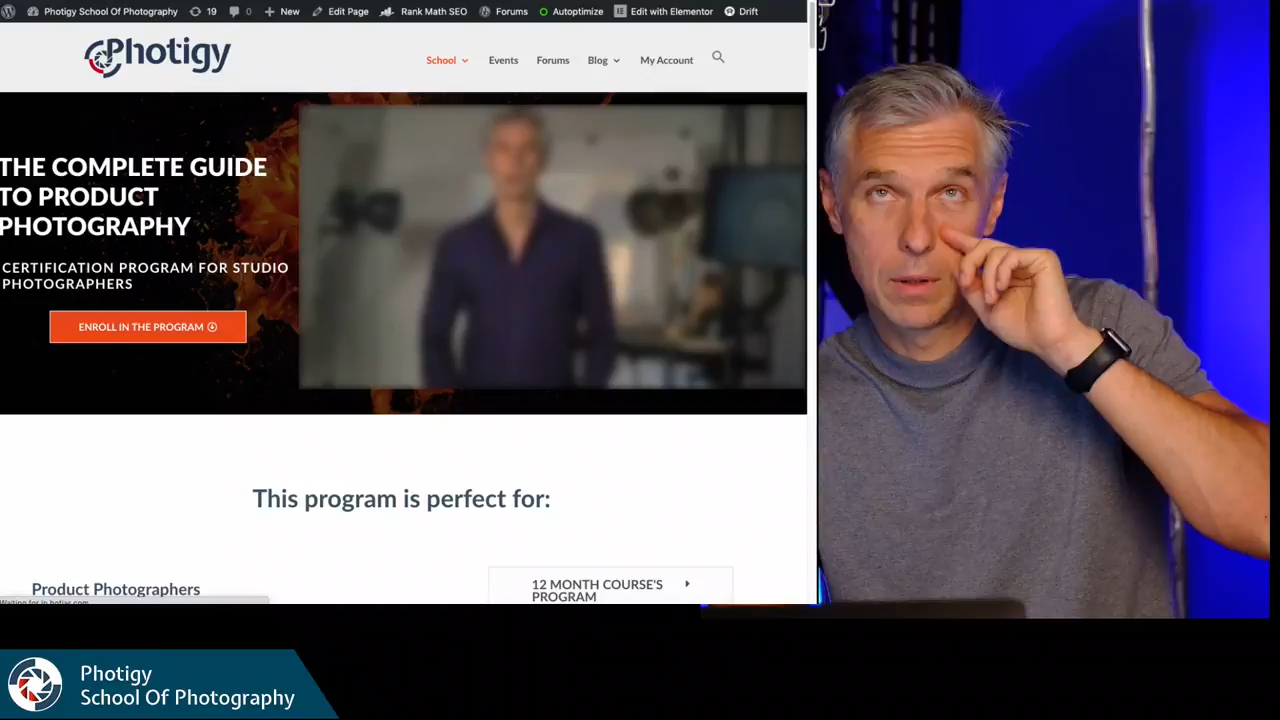 Photigy School Of Photography 19 0 New Edit Page Rank Math SEO Forums Autoptimize Edit with Elementor Drift
Photigy
School Events Forums Blog My Account
THE COMPLETE GUIDE
TO PRODUCT
PHOTOGRAPHY
CERTIFICATION PROGRAM FOR STUDIO
PHOTOGRAPHERS
ENROLL IN THE PROGRAM
This program is perfect for:
Product Photographers
12 MONTH COURSE'S
PROGRAM
Photigy
School Of Photography